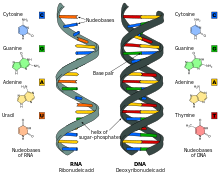 Cytosine
C
Nucleobases
Cytosine
C
Guanine
G
Guanine
G
Base pair
Adenine
A
Adenine
A
Uracil
U
helix of
sugar-phosphates
Thymine
T
Nucleobases
of RNA
RNA
Ribonucleic acid
DNA
Deoxyribonucleic acid
Nucleobases
of DNA